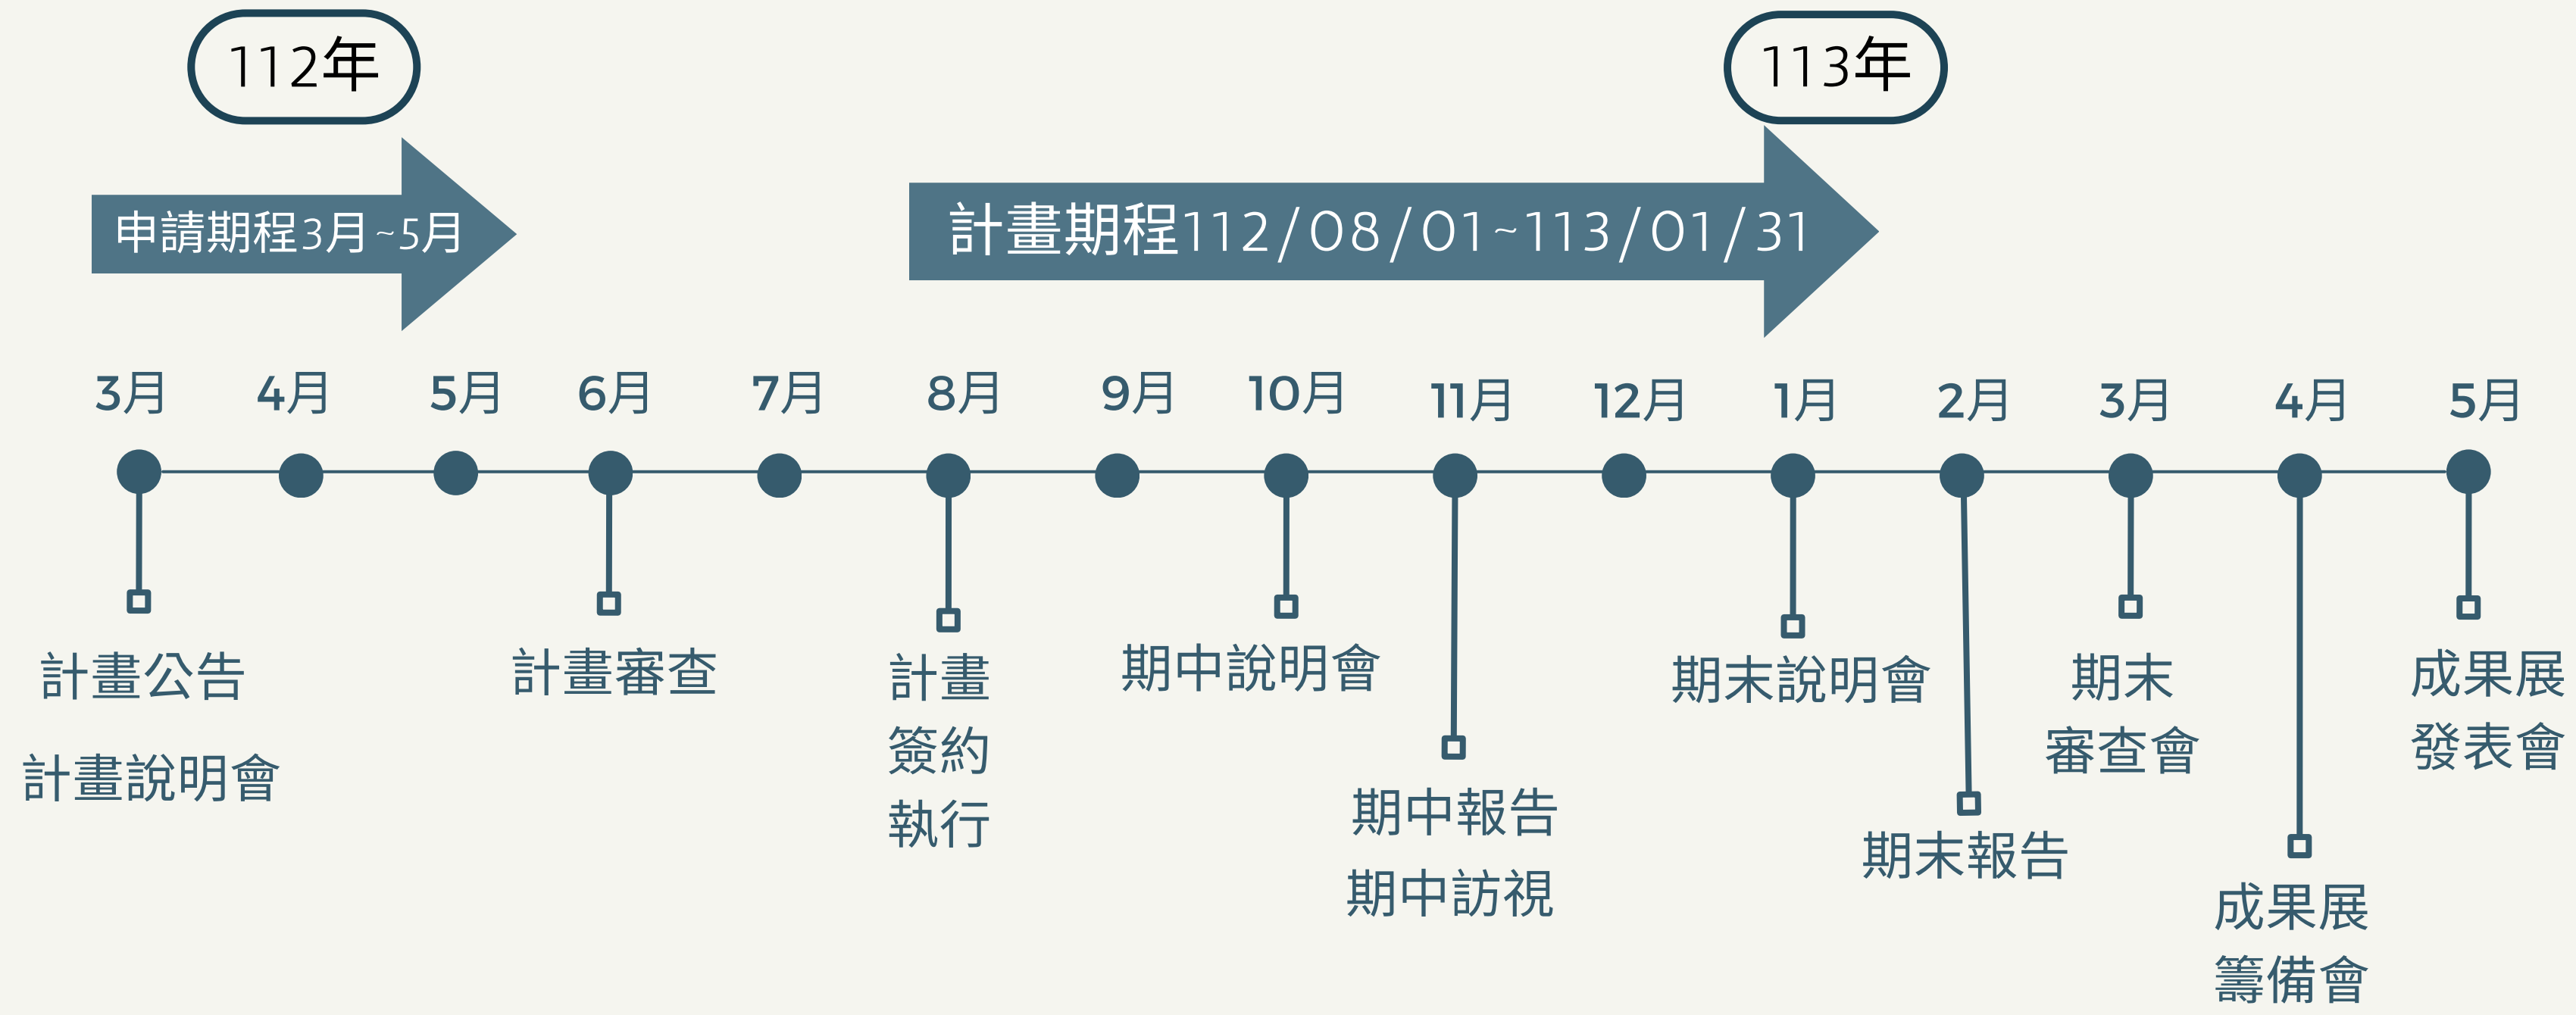 112年
113年
申請期程3月~5月
計畫期程112/08/01~113/01/31
3月
4月
5月
6月
7月
8月
9月
10月
11月
12月
1月
2月
3月
4月
5月
計畫公告
計畫說明會
計畫審查
計畫
簽約
執行
期中說明會
期中報告
期中訪視
期末說明會
期末報告
期末
審查會
成果展
籌備會
成果展
發表會